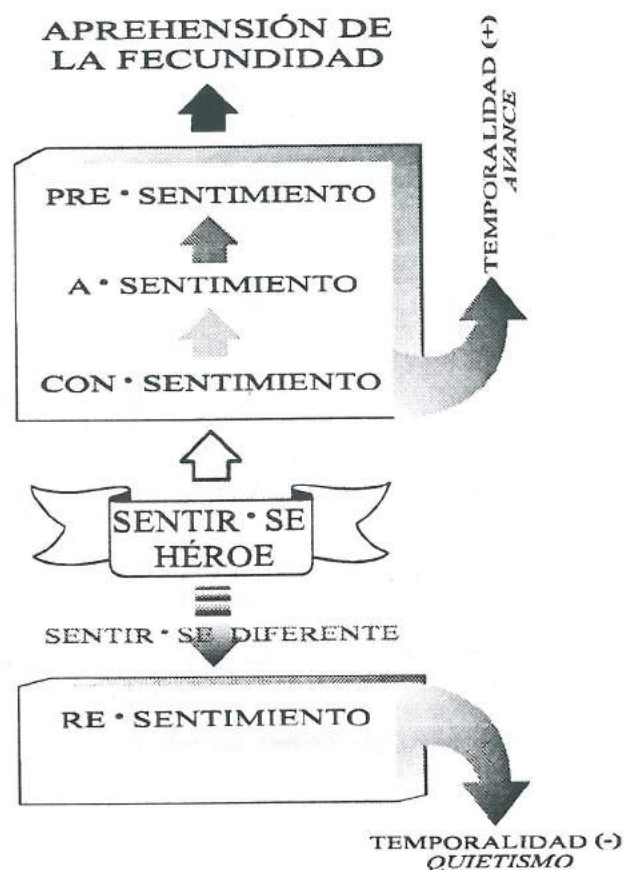 APREHENSIÓN DE
LA FECUNDIDAD
TEMPORALIDAD (+)
AVANCE
PRE • SENTIMIENTO
A • SENTIMIENTO
CON • SENTIMIENTO
SENTIR • SE
HÉROE
SENTIR • SE DIFERENTE
RE • SENTIMIENTO
TEMPORALIDAD (-)
QUIETISMO